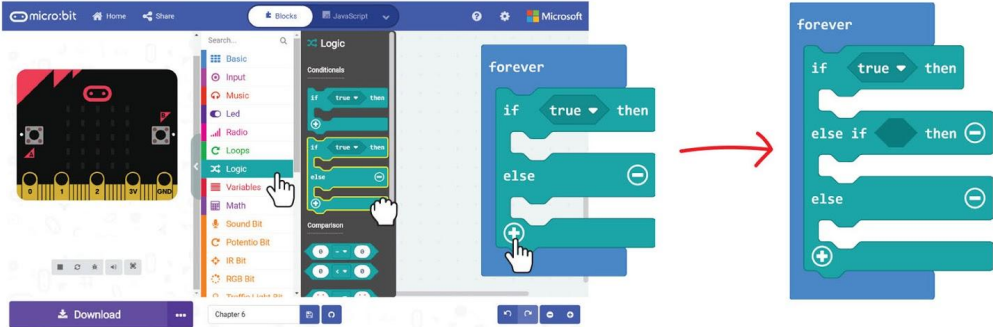 micro:bit Home Share Blocks JavaScript Microsoft
Search...
Basic
Input
Music
Led
Radio
Loops
Logic
Variables
Math
Sound Bit
Potentio Bit
IR Bit
RGB Bit
Traffic Light Bit
Logic
Conditionals
if true then
if true then
else
Comparison
0 = 0
0 < 0
A
B
0 1 2 3V GND
Download
Chapter 6
forever
if true then
else
forever
if true then
else if then
else